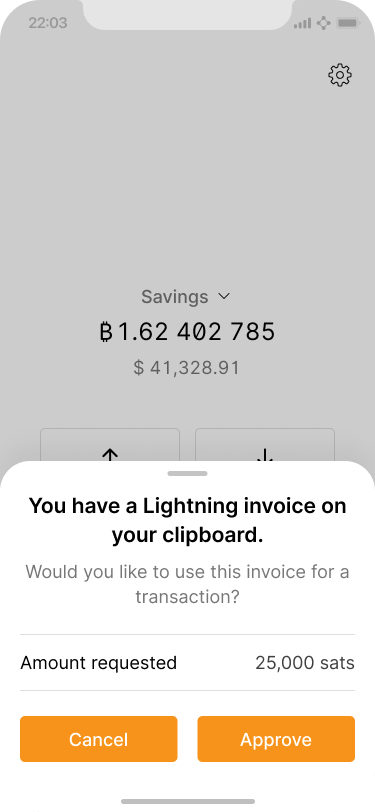 22:03
Savings
₿1.62 402 785
$ 41,328.91
You have a Lightning invoice on
your clipboard.
Would you like to use this invoice for a
transaction?
Amount requested 25,000 sats
Cancel Approve